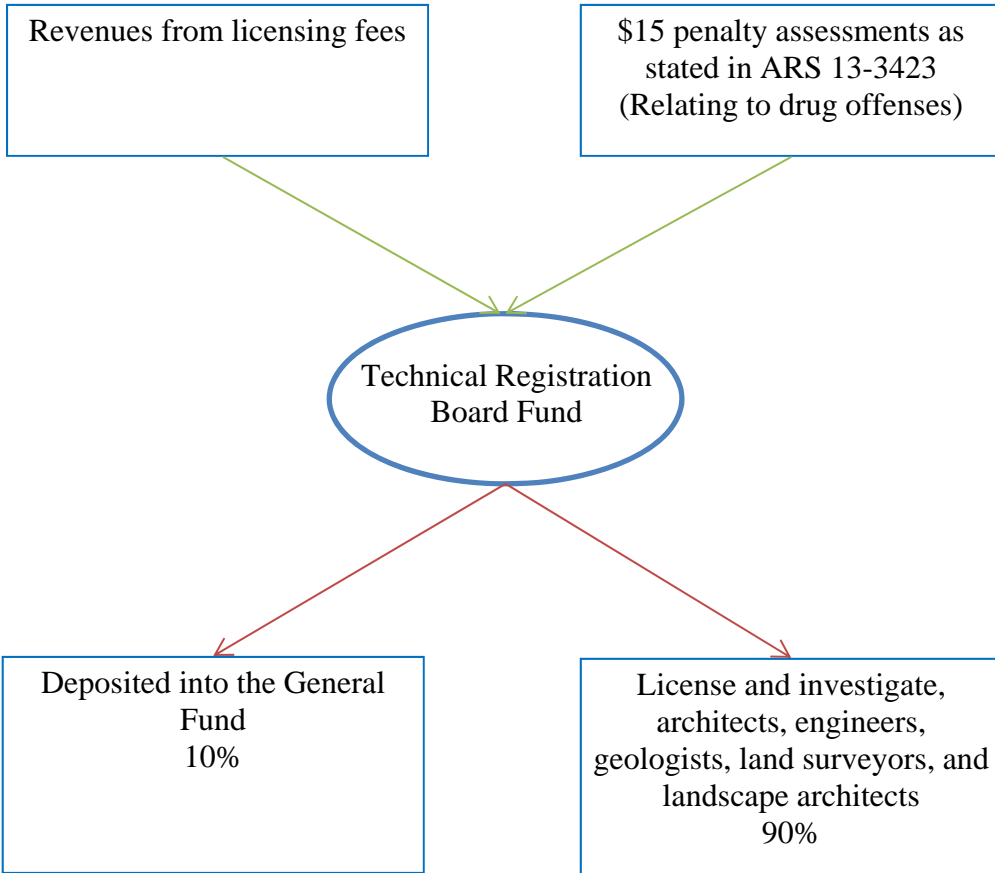 Revenues from licensing fees
$15 penalty assessments as
stated in ARS 13-3423
(Relating to drug offenses)
Technical Registration
Board Fund
Deposited into the General
Fund
10%
License and investigate,
architects, engineers,
geologists, land surveyors, and
landscape architects
90%